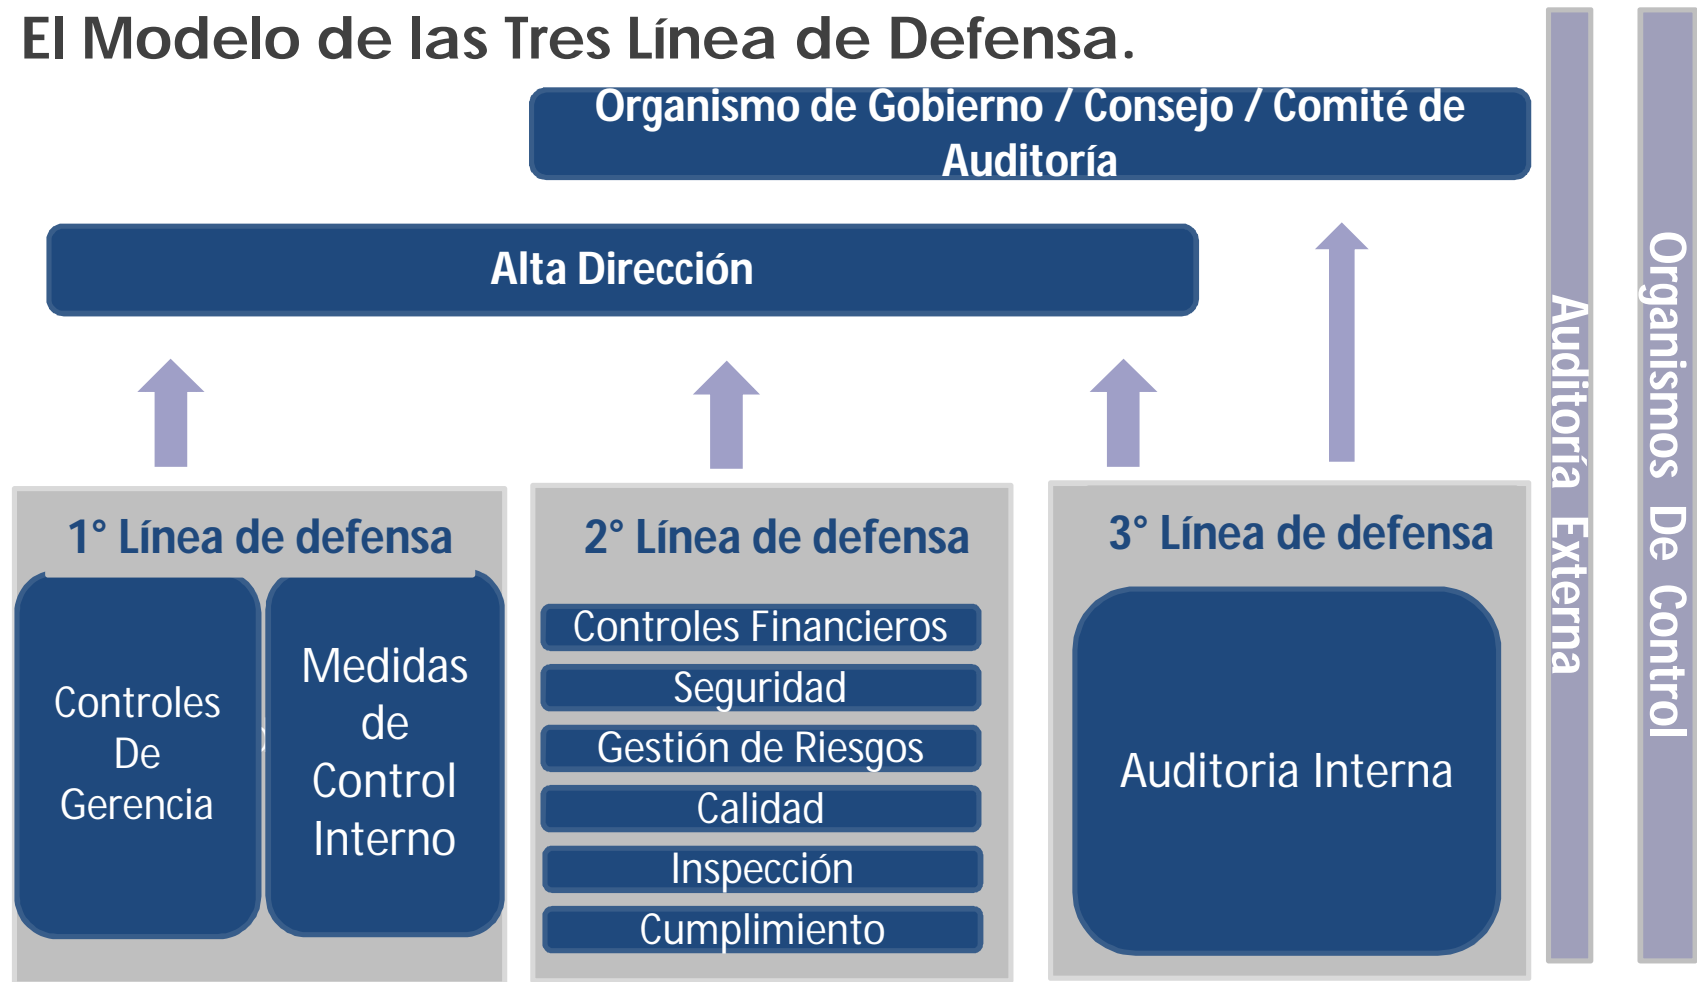 El Modelo de las Tres Línea de Defensa.
Organismo de Gobierno / Consejo / Comité de
Auditoría
Alta Dirección
1° Línea de defensa
Controles
De
Gerencia
Medidas
de
Control
Interno
2° Línea de defensa
Controles Financieros
Seguridad
Gestión de Riesgos
Calidad
Inspección
Cumplimiento
3° Línea de defensa
Auditoria Interna
Auditoría Externa
Organismos De Control